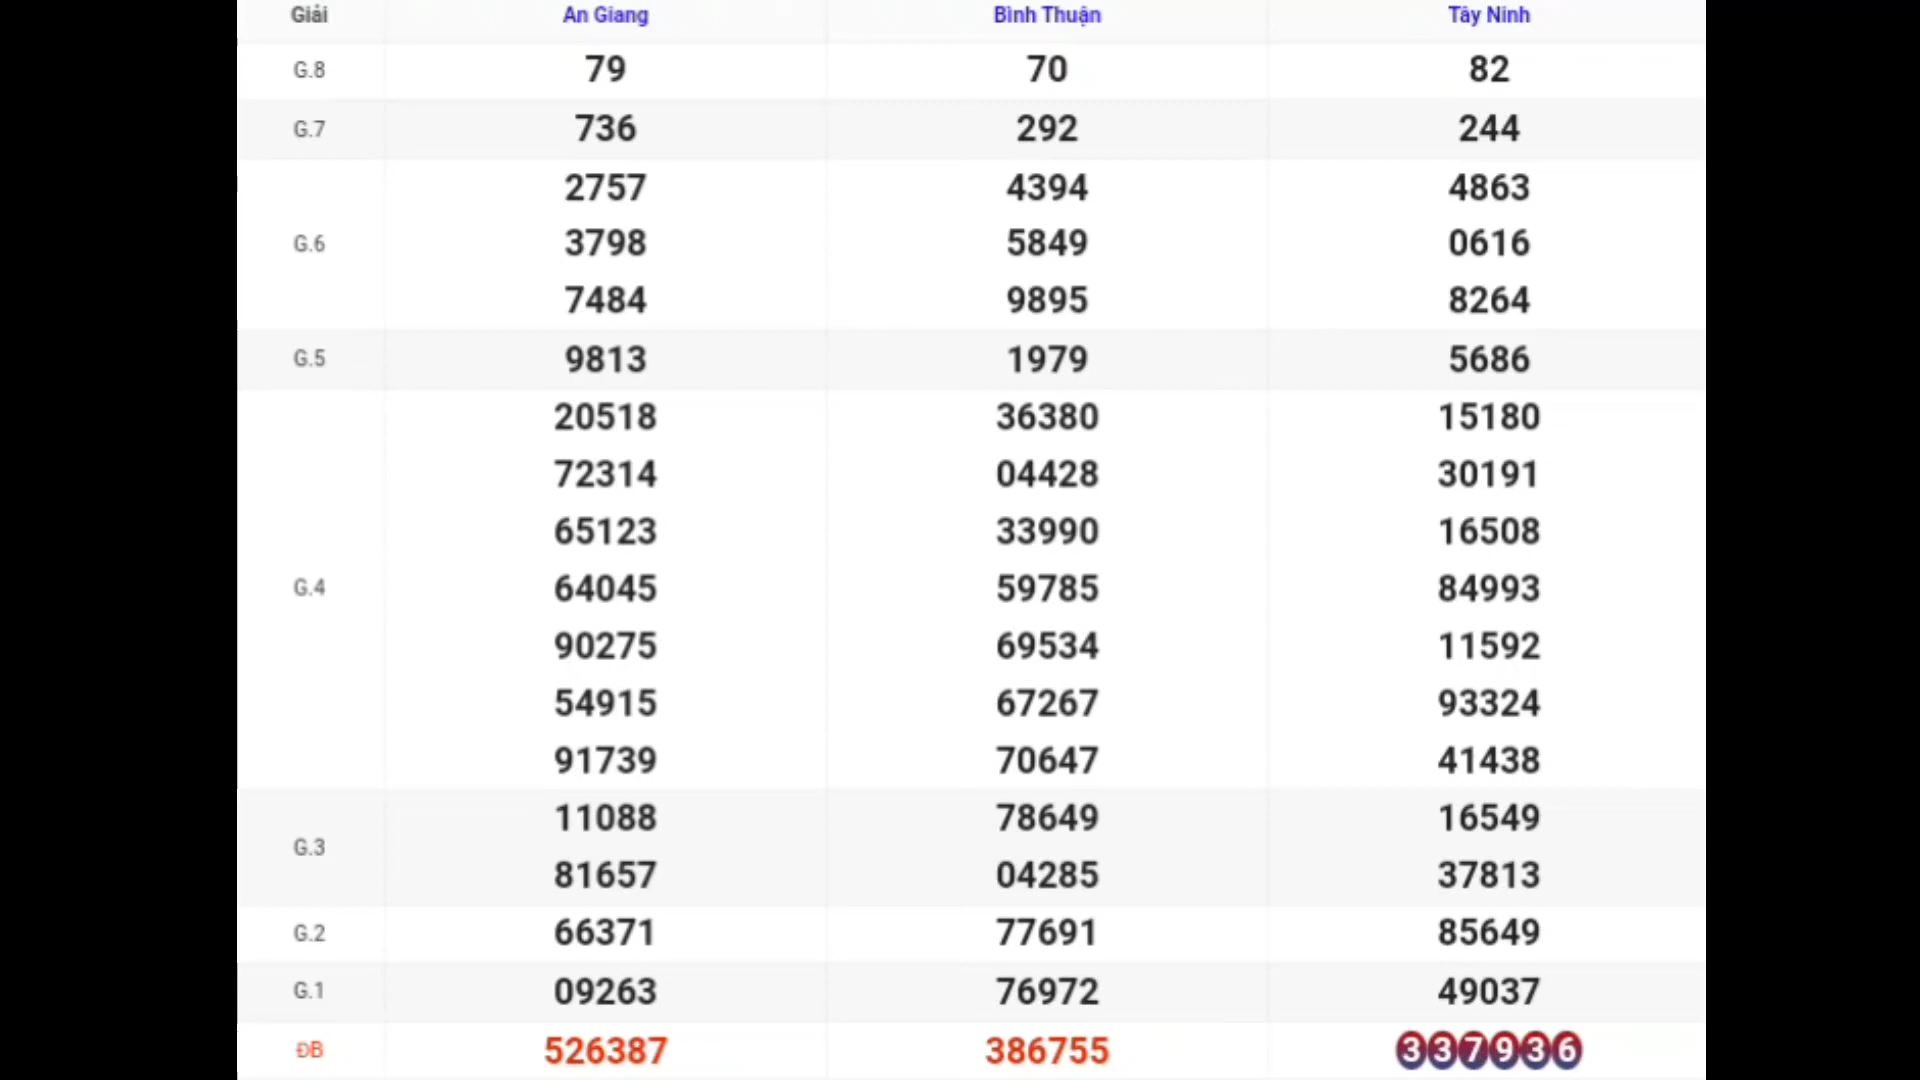 Giải An Giang Bình Thuận Tây Ninh
G.8 79 70 82
G.7 736 292 244
2757 4394 4863
G.6 3798 5849 0616
7484 9895 8264
G.5 9813 1979 5686
20518 36380 15180
72314 04428 30191
65123 33990 16508
G.4 64045 59785 84993
90275 69534 11592
54915 67267 93324
91739 70647 41438
11088 78649 16549
G.3
81657 04285 37813
G.2 66371 77691 85649
G.1 09263 76972 49037
ĐB 526387 386755 337936